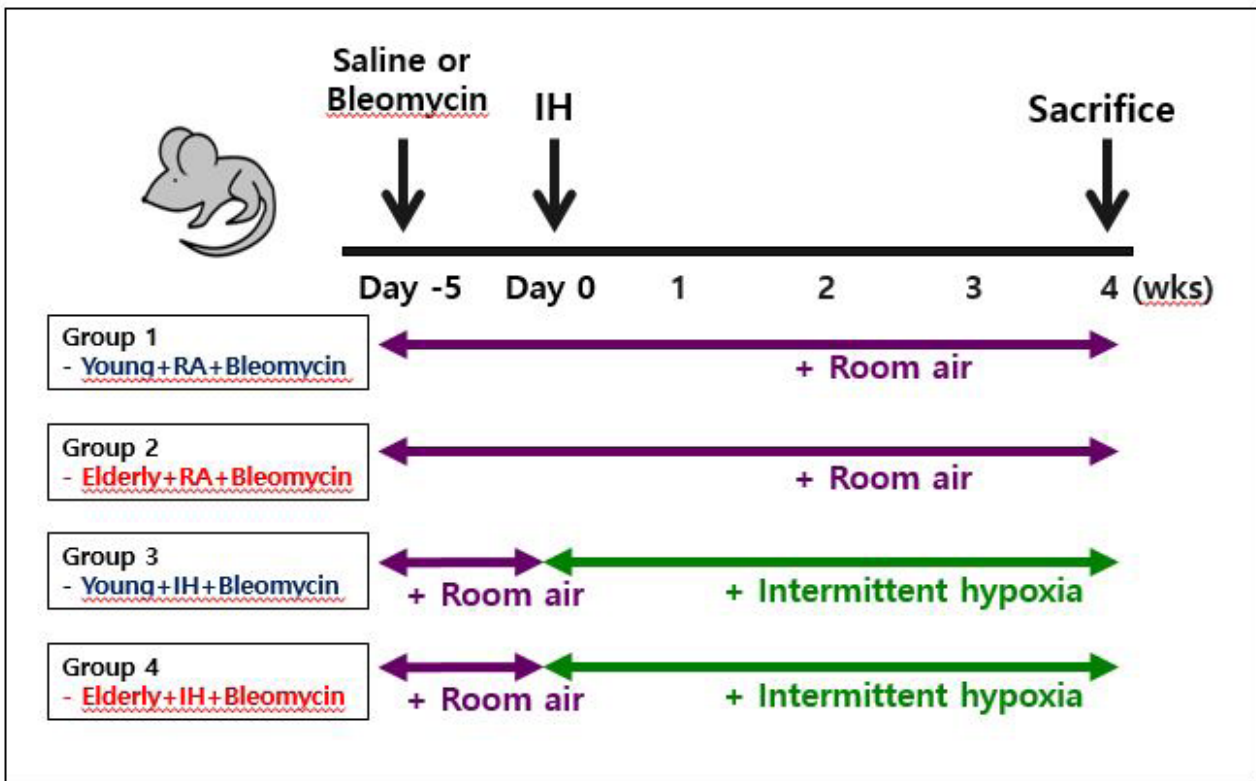 Saline or
Bleomycin
IH
Sacrifice
Day -5 Day 0 1 2 3 4 (wks)
Group 1
- Young+RA+Bleomycin
+ Room air
Group 2
- Elderly+RA+Bleomycin
+ Room air
Group 3
- Young+IH+Bleomycin
+ Room air + Intermittent hypoxia
Group 4
- Elderly+IH+Bleomycin
+ Room air + Intermittent hypoxia